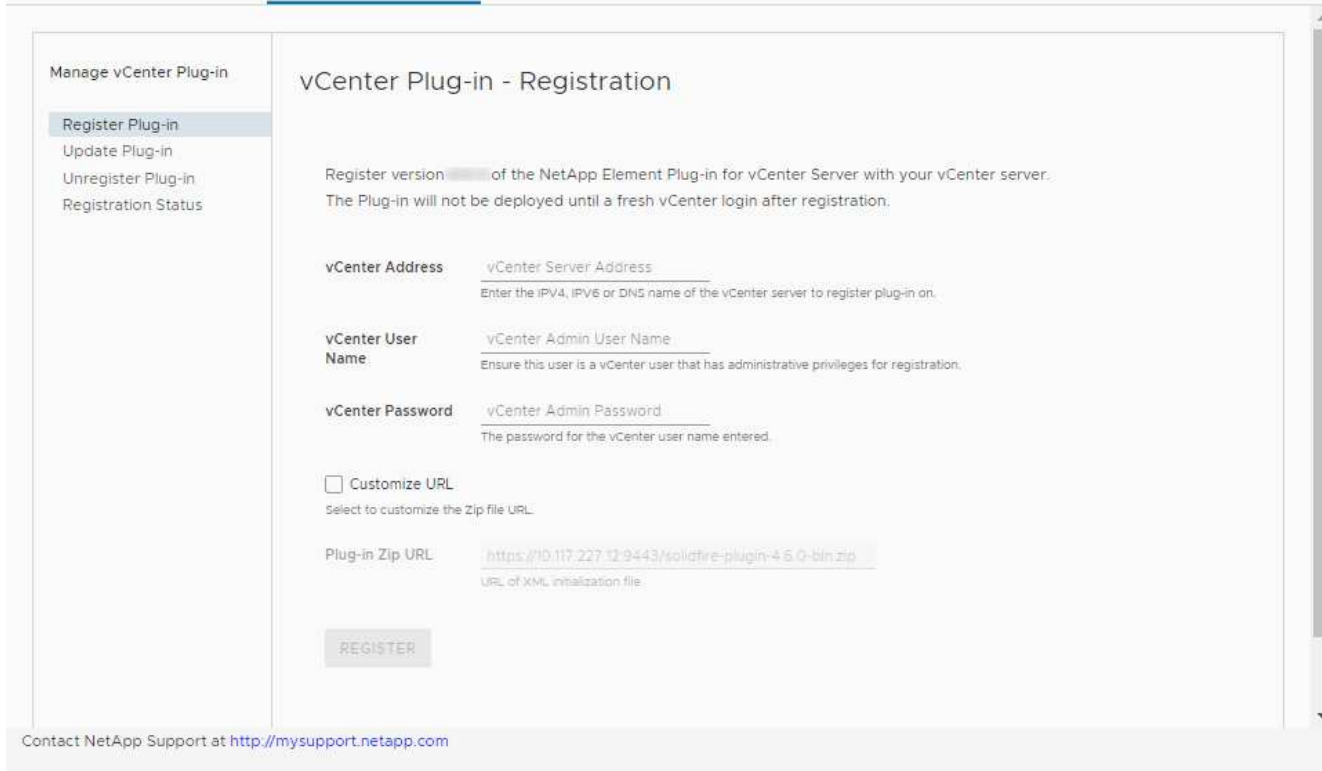 Manage vCenter Plug-in
Register Plug-in
Update Plug-in
Unregister Plug-in
Registration Status
vCenter Plug-in - Registration
Register version of the NetApp Element Plug-in for vCenter Server with your vCenter server.
The Plug-in will not be deployed until a fresh vCenter login after registration.
vCenter Address
vCenter Server Address
Enter the IPV4, IPV6 or DNS name of the vCenter server to register plug-in on.
vCenter User
Name
vCenter Admin User Name
Ensure this user is a vCenter user that has administrative privileges for registration.
vCenter Password
vCenter Admin Password
The password for the vCenter user name entered.
Customize URL
Select to customize the Zip file URL.
Plug-in Zip URL
https://10.117.227.12:9443/solidfire-plugin-4.6.0-bin.zip
URL of XML initialization file
REGISTER
Contact NetApp Support at http://mysupport.netapp.com